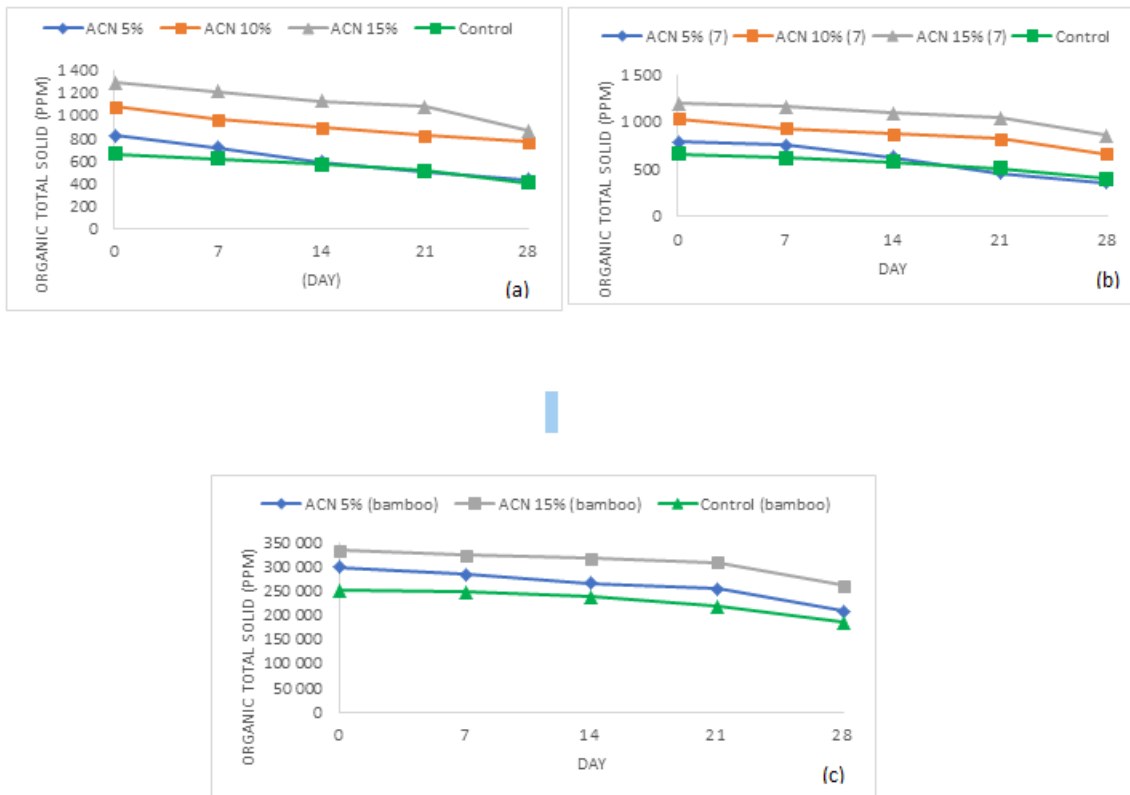 ACN 5% ACN 10% ACN 15% Control
1 400
1 200
1 000
800
600
400
200
0
ORGANIC TOTAL SOLID (PPM)
0 7 14 21 28
(DAY)
(a)
ACN 5% (7) ACN 10% (7) ACN 15% (7) Control
1 500
1 000
500
0
ORGANIC TOTAL SOLID (PPM)
0 7 14 21 28
DAY
(b)
ACN 5% (bamboo) ACN 15% (bamboo) Control (bamboo)
350 000
300 000
250 000
200 000
150 000
100 000
50 000
0
ORGANIC TOTAL SOLID (PPM)
0 7 14 21 28
DAY
(c)